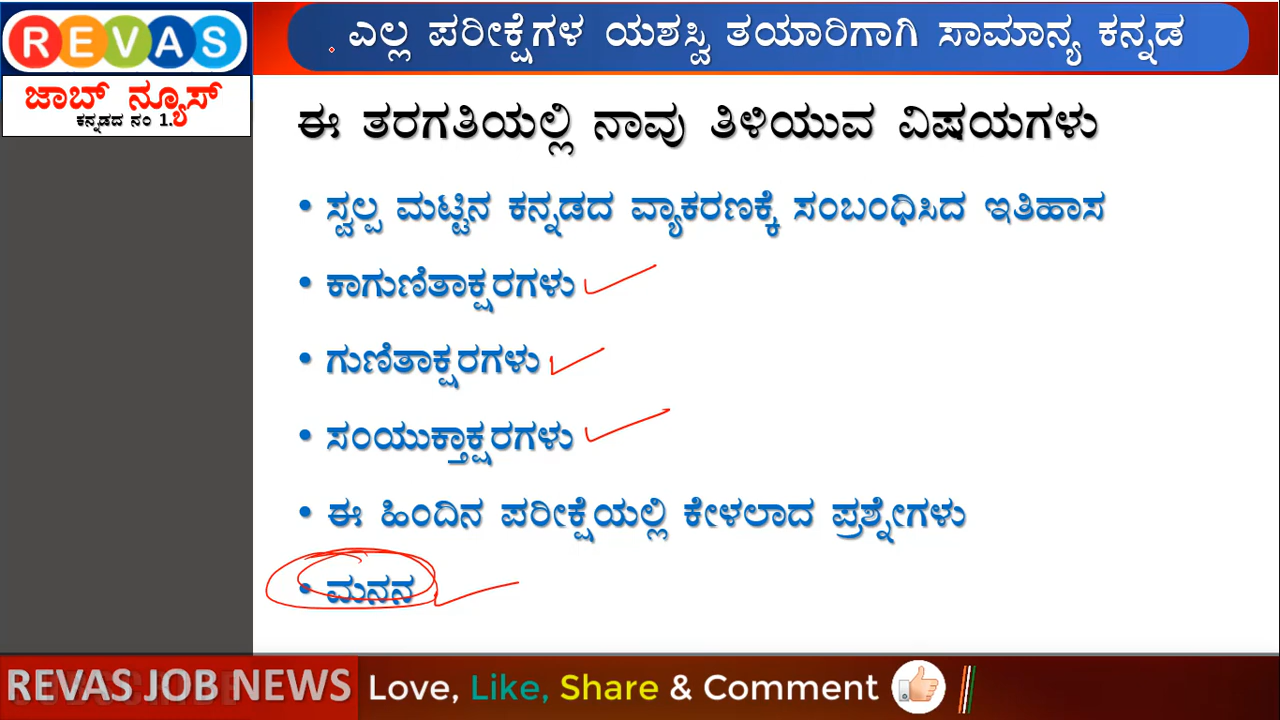 REVAS
ಜಾಬ್ ನ್ಯೂಸ್
ಕನ್ನಡದ ನಂ 1.
ಎಲ್ಲ ಪರೀಕ್ಷೆಗಳ ಯಶಸ್ವಿ ತಯಾರಿಗಾಗಿ ಸಾಮಾನ್ಯ ಕನ್ನಡ
ಈ ತರಗತಿಯಲ್ಲಿ ನಾವು ತಿಳಿಯುವ ವಿಷಯಗಳು
• ಸ್ವಲ್ಪ ಮಟ್ಟಿನ ಕನ್ನಡದ ವ್ಯಾಕರಣಕ್ಕೆ ಸಂಬಂಧಿಸಿದ ಇತಿಹಾಸ
• ಕಾಗುಣಿತಾಕ್ಷರಗಳು
• ಗುಣಿತಾಕ್ಷರಗಳು
• ಸಂಯುಕ್ತಾಕ್ಷರಗಳು
• ಈ ಹಿಂದಿನ ಪರೀಕ್ಷೆಯಲ್ಲಿ ಕೇಳಲಾದ ಪ್ರಶ್ನೇಗಳು
• ಮನನ
REVAS JOB NEWS Love, Like, Share & Comment